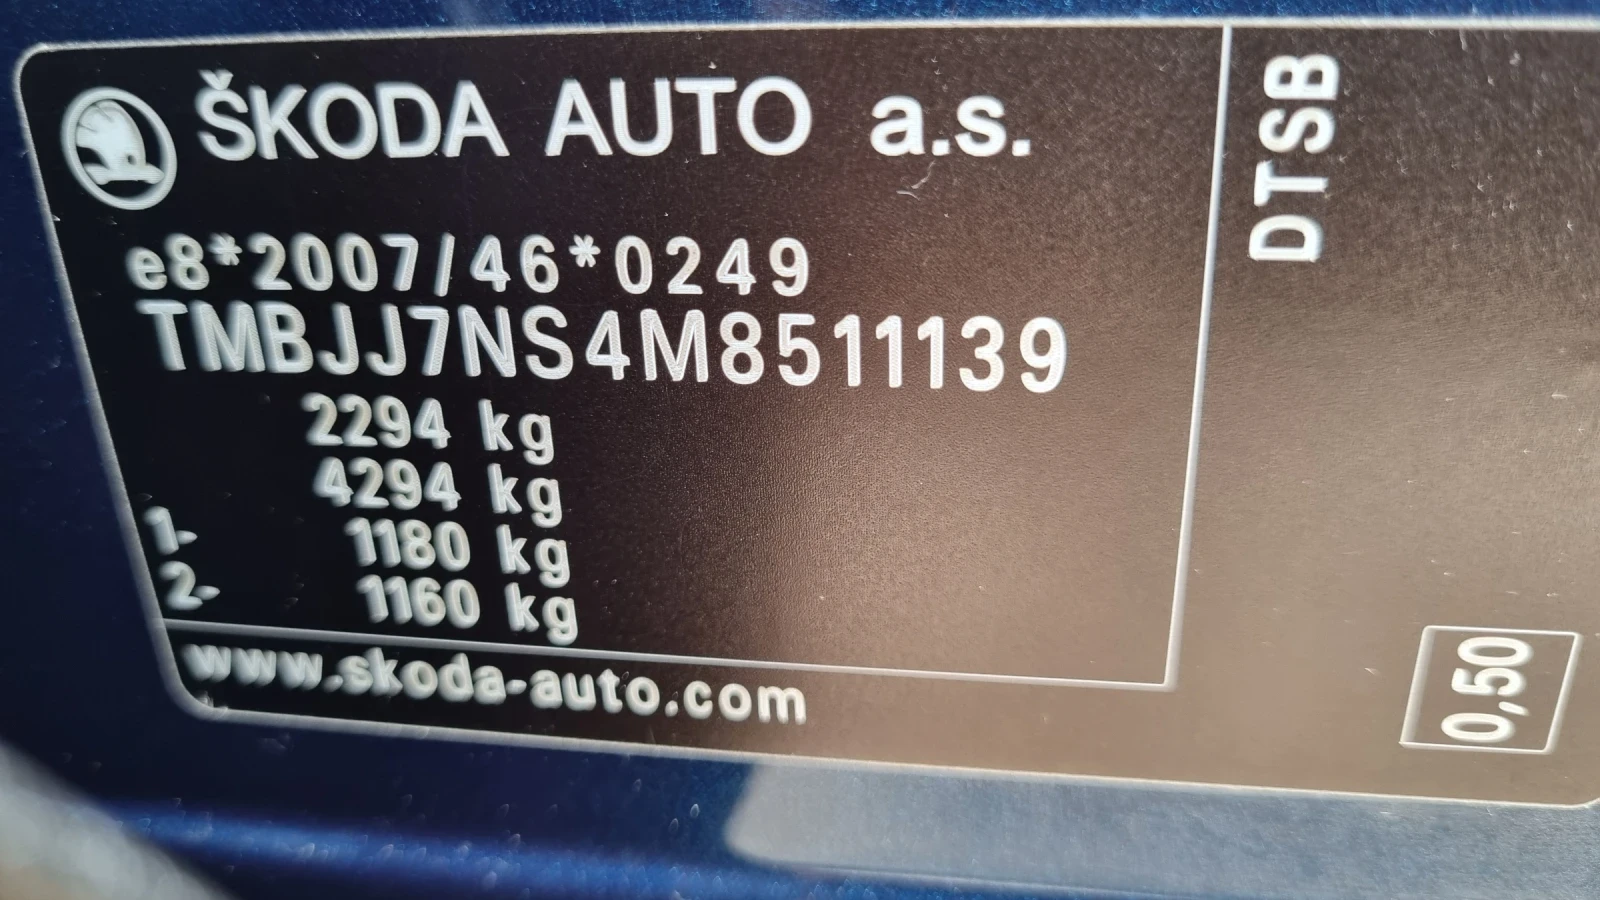 ŠKODA AUTO a.s.
e8*2007/46*0249
TMBJJ7NS4M8511139
2294 kg
4294 kg
1- 1180 kg
2- 1160 kg
www.skoda-auto.com
DTSB
0,50